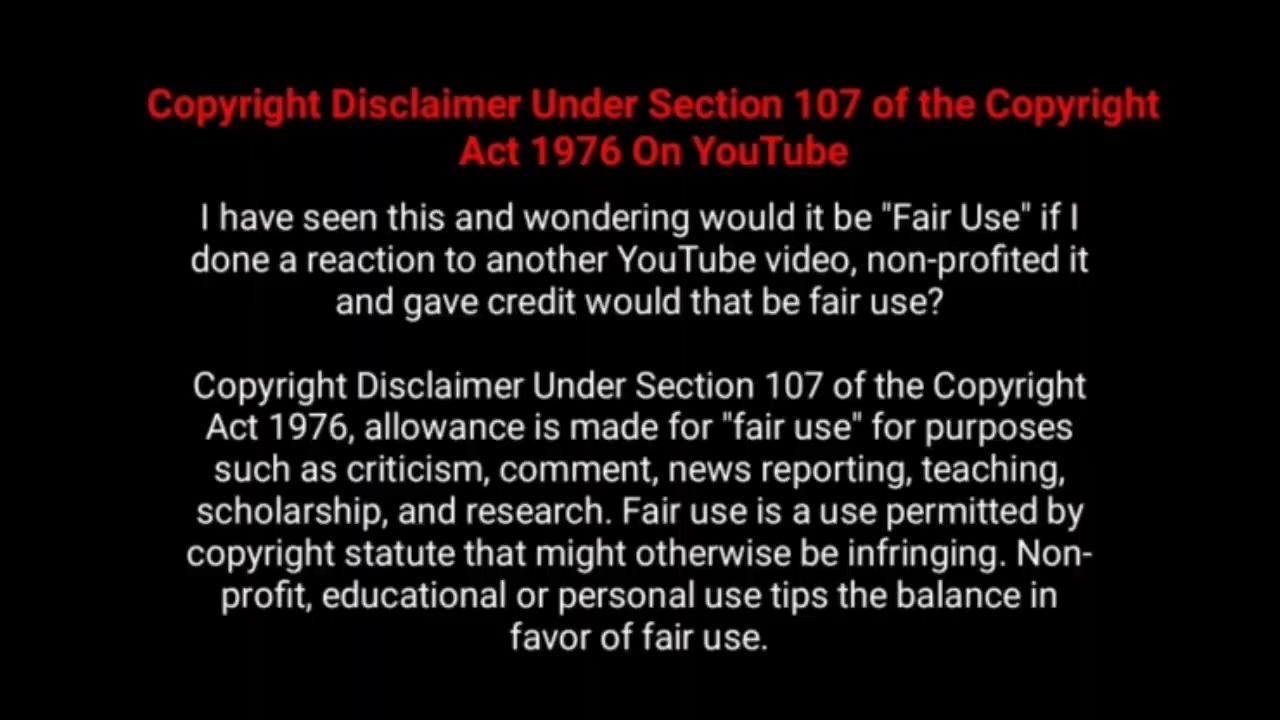 Copyright Disclaimer Under Section 107 of the Copyright
Act 1976 On YouTube
I have seen this and wondering would it be "Fair Use" if I
done a reaction to another YouTube video, non-profited it
and gave credit would that be fair use?
Copyright Disclaimer Under Section 107 of the Copyright
Act 1976, allowance is made for "fair use" for purposes
such as criticism, comment, news reporting, teaching,
scholarship, and research. Fair use is a use permitted by
copyright statute that might otherwise be infringing. Non-
profit, educational or personal use tips the balance in
favor of fair use.